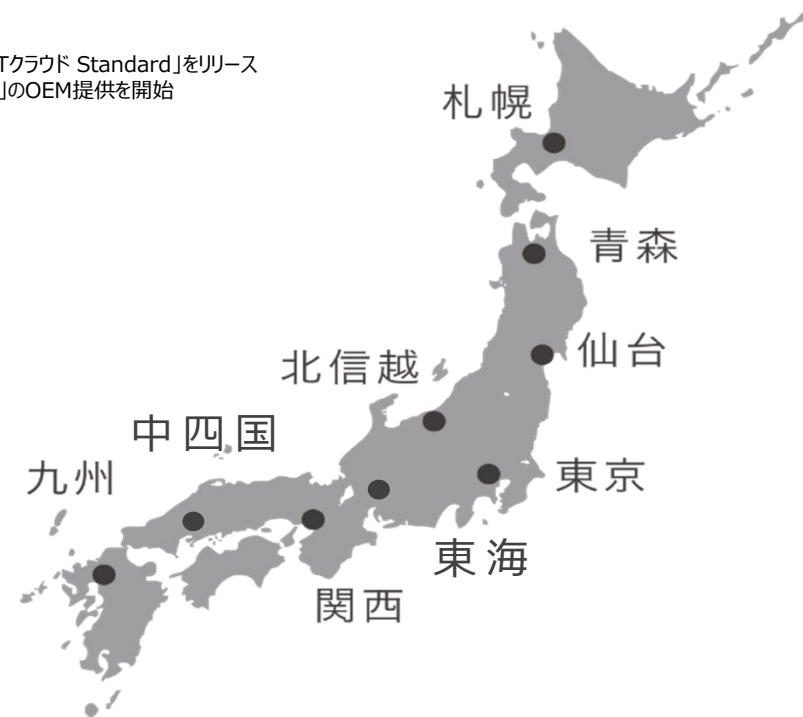 Tクラウド Standard」をリリース
」のOEM提供を開始
札幌
青森
仙台
北信越
中四国
九州
東京
東海
関西